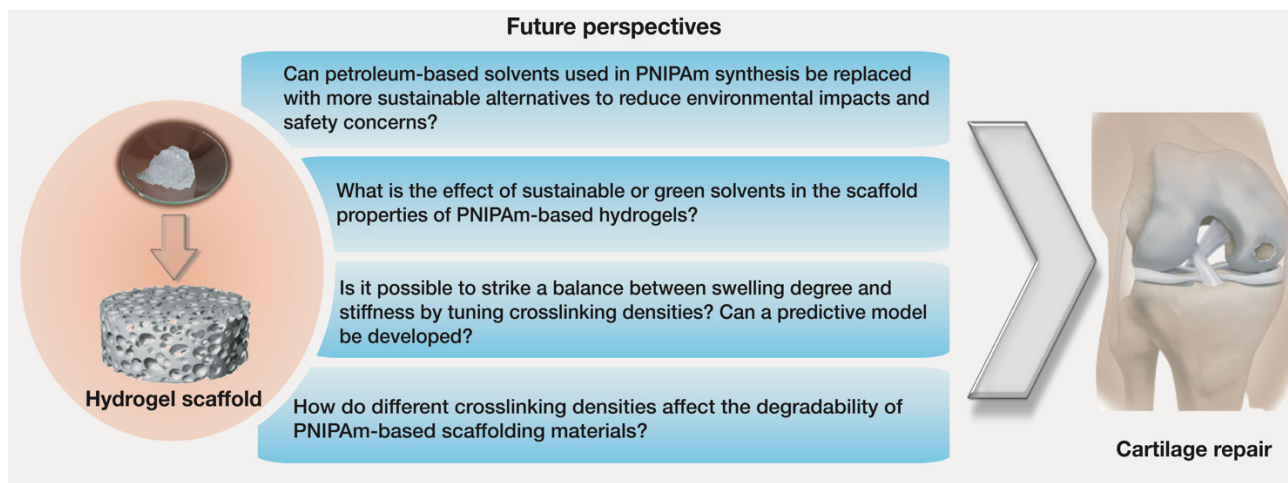 Future perspectives
Can petroleum-based solvents used in PNIPAm synthesis be replaced
with more sustainable alternatives to reduce environmental impacts and
safety concerns?
What is the effect of sustainable or green solvents in the scaffold
properties of PNIPAm-based hydrogels?
Is it possible to strike a balance between swelling degree and
stiffness by tuning crosslinking densities? Can a predictive model
be developed?
How do different crosslinking densities affect the degradability of
PNIPAm-based scaffolding materials?
Hydrogel scaffold
Cartilage repair